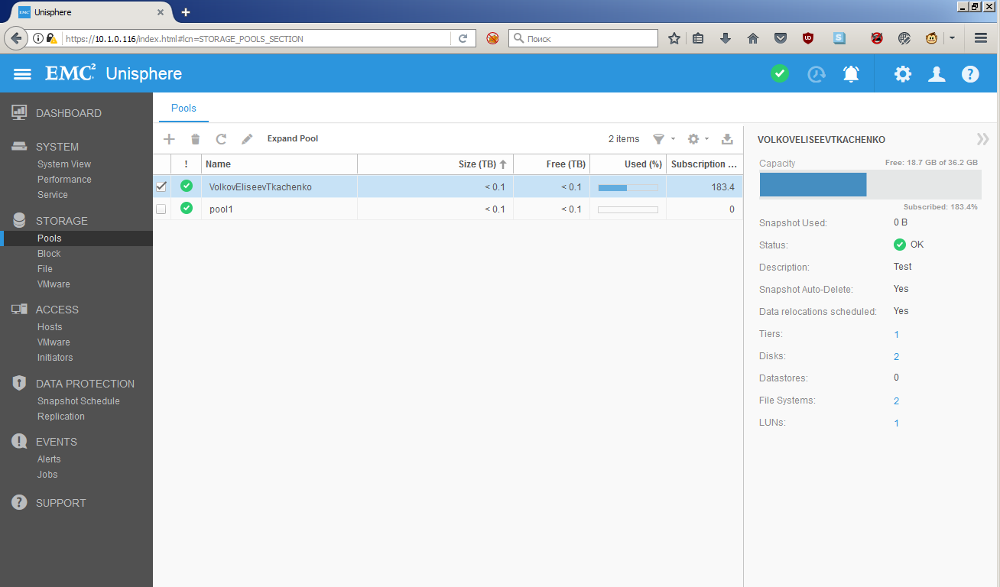 EMC² Unisphere
https://10.1.0.116/index.html#lcn=STORAGE_POOLS_SECTION
Поиск
EMC² Unisphere
DASHBOARD
SYSTEM
System View
Performance
Service
STORAGE
Pools
Block
File
VMware
ACCESS
Hosts
VMware
Initiators
DATA PROTECTION
Snapshot Schedule
Replication
EVENTS
Alerts
Jobs
SUPPORT
Pools
Expand Pool
2 items
! Name Size (TB) Free (TB) Used (%) Subscription ...
VolkovEliseevTkachenko < 0.1 < 0.1 183.4
pool1 < 0.1 < 0.1 0
VOLKOVELISEEVTKACHENKO
Capacity Free: 18.7 GB of 36.2 GB
Subscribed: 183.4%
Snapshot Used: 0 B
Status: OK
Description: Test
Snapshot Auto-Delete: Yes
Data relocations scheduled: Yes
Tiers: 1
Disks: 2
Datastores: 0
File Systems: 2
LUNs: 1